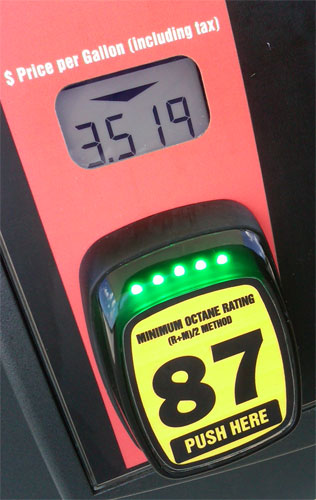 $ Price per Gallon (including tax)
3.519
MINIMUM OCTANE RATING
(R+M)/2 METHOD
87
PUSH HERE